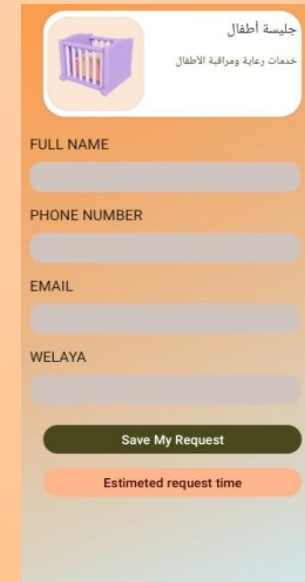 جليسة أطفال
خدمات رعاية ومراقبة الأطفال
FULL NAME
PHONE NUMBER
EMAIL
WELAYA
Save My Request
Estimeted request time